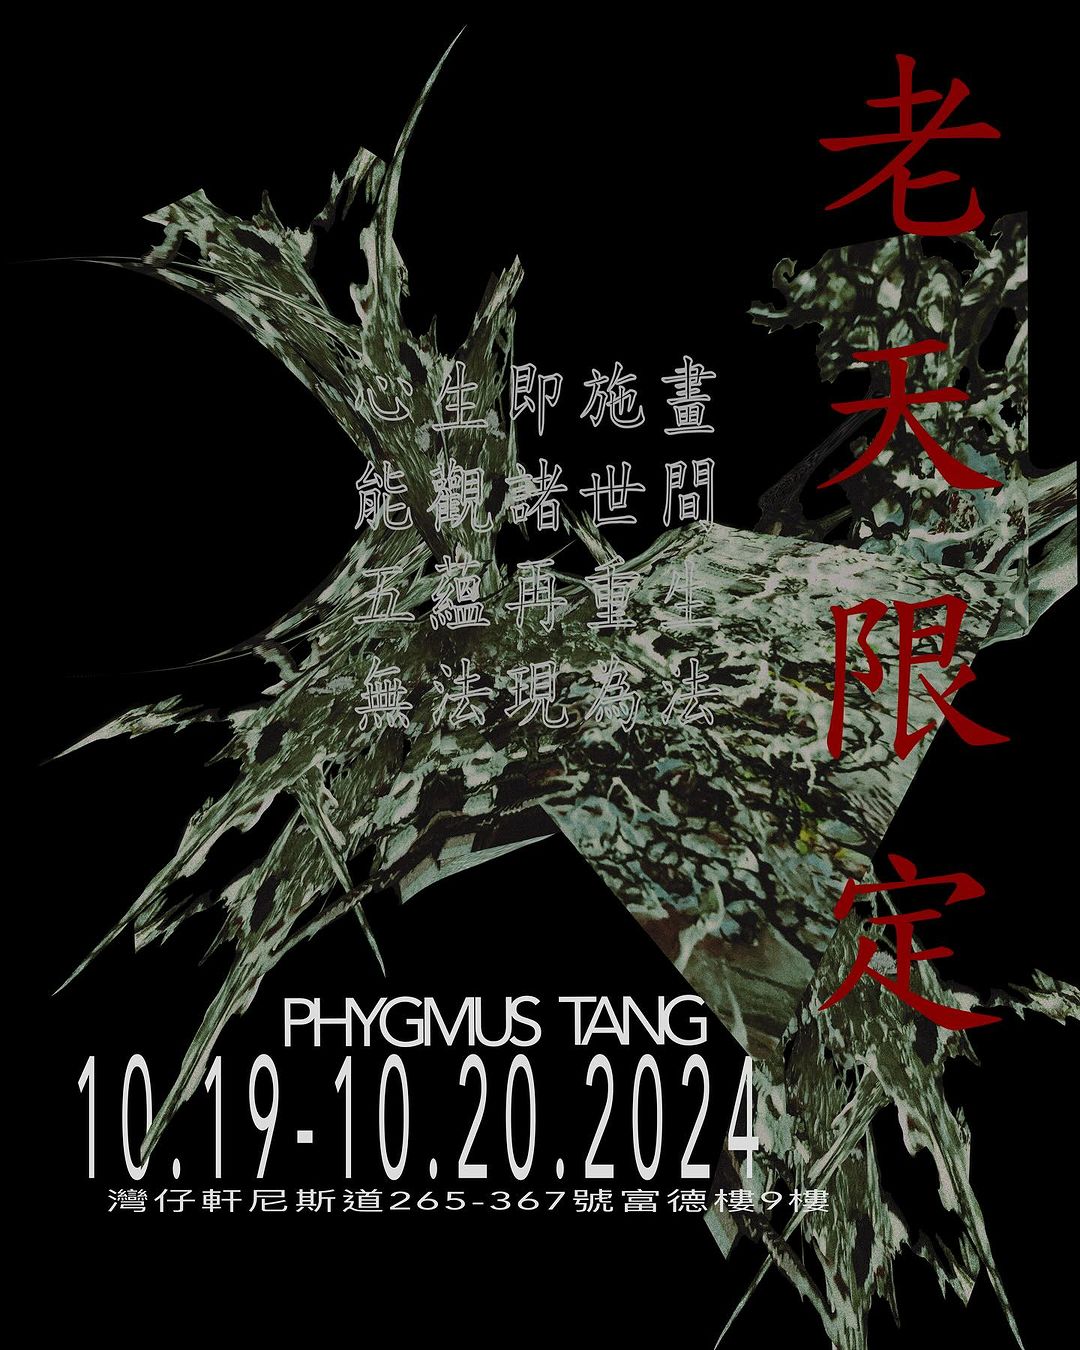 老天限定
心生即施畫
能觀諸世間
五蘊再重生
無法現為法
PHYGMUS TANG
10.19-10.20.2024
灣仔軒尼斯道265-367號富德樓9樓